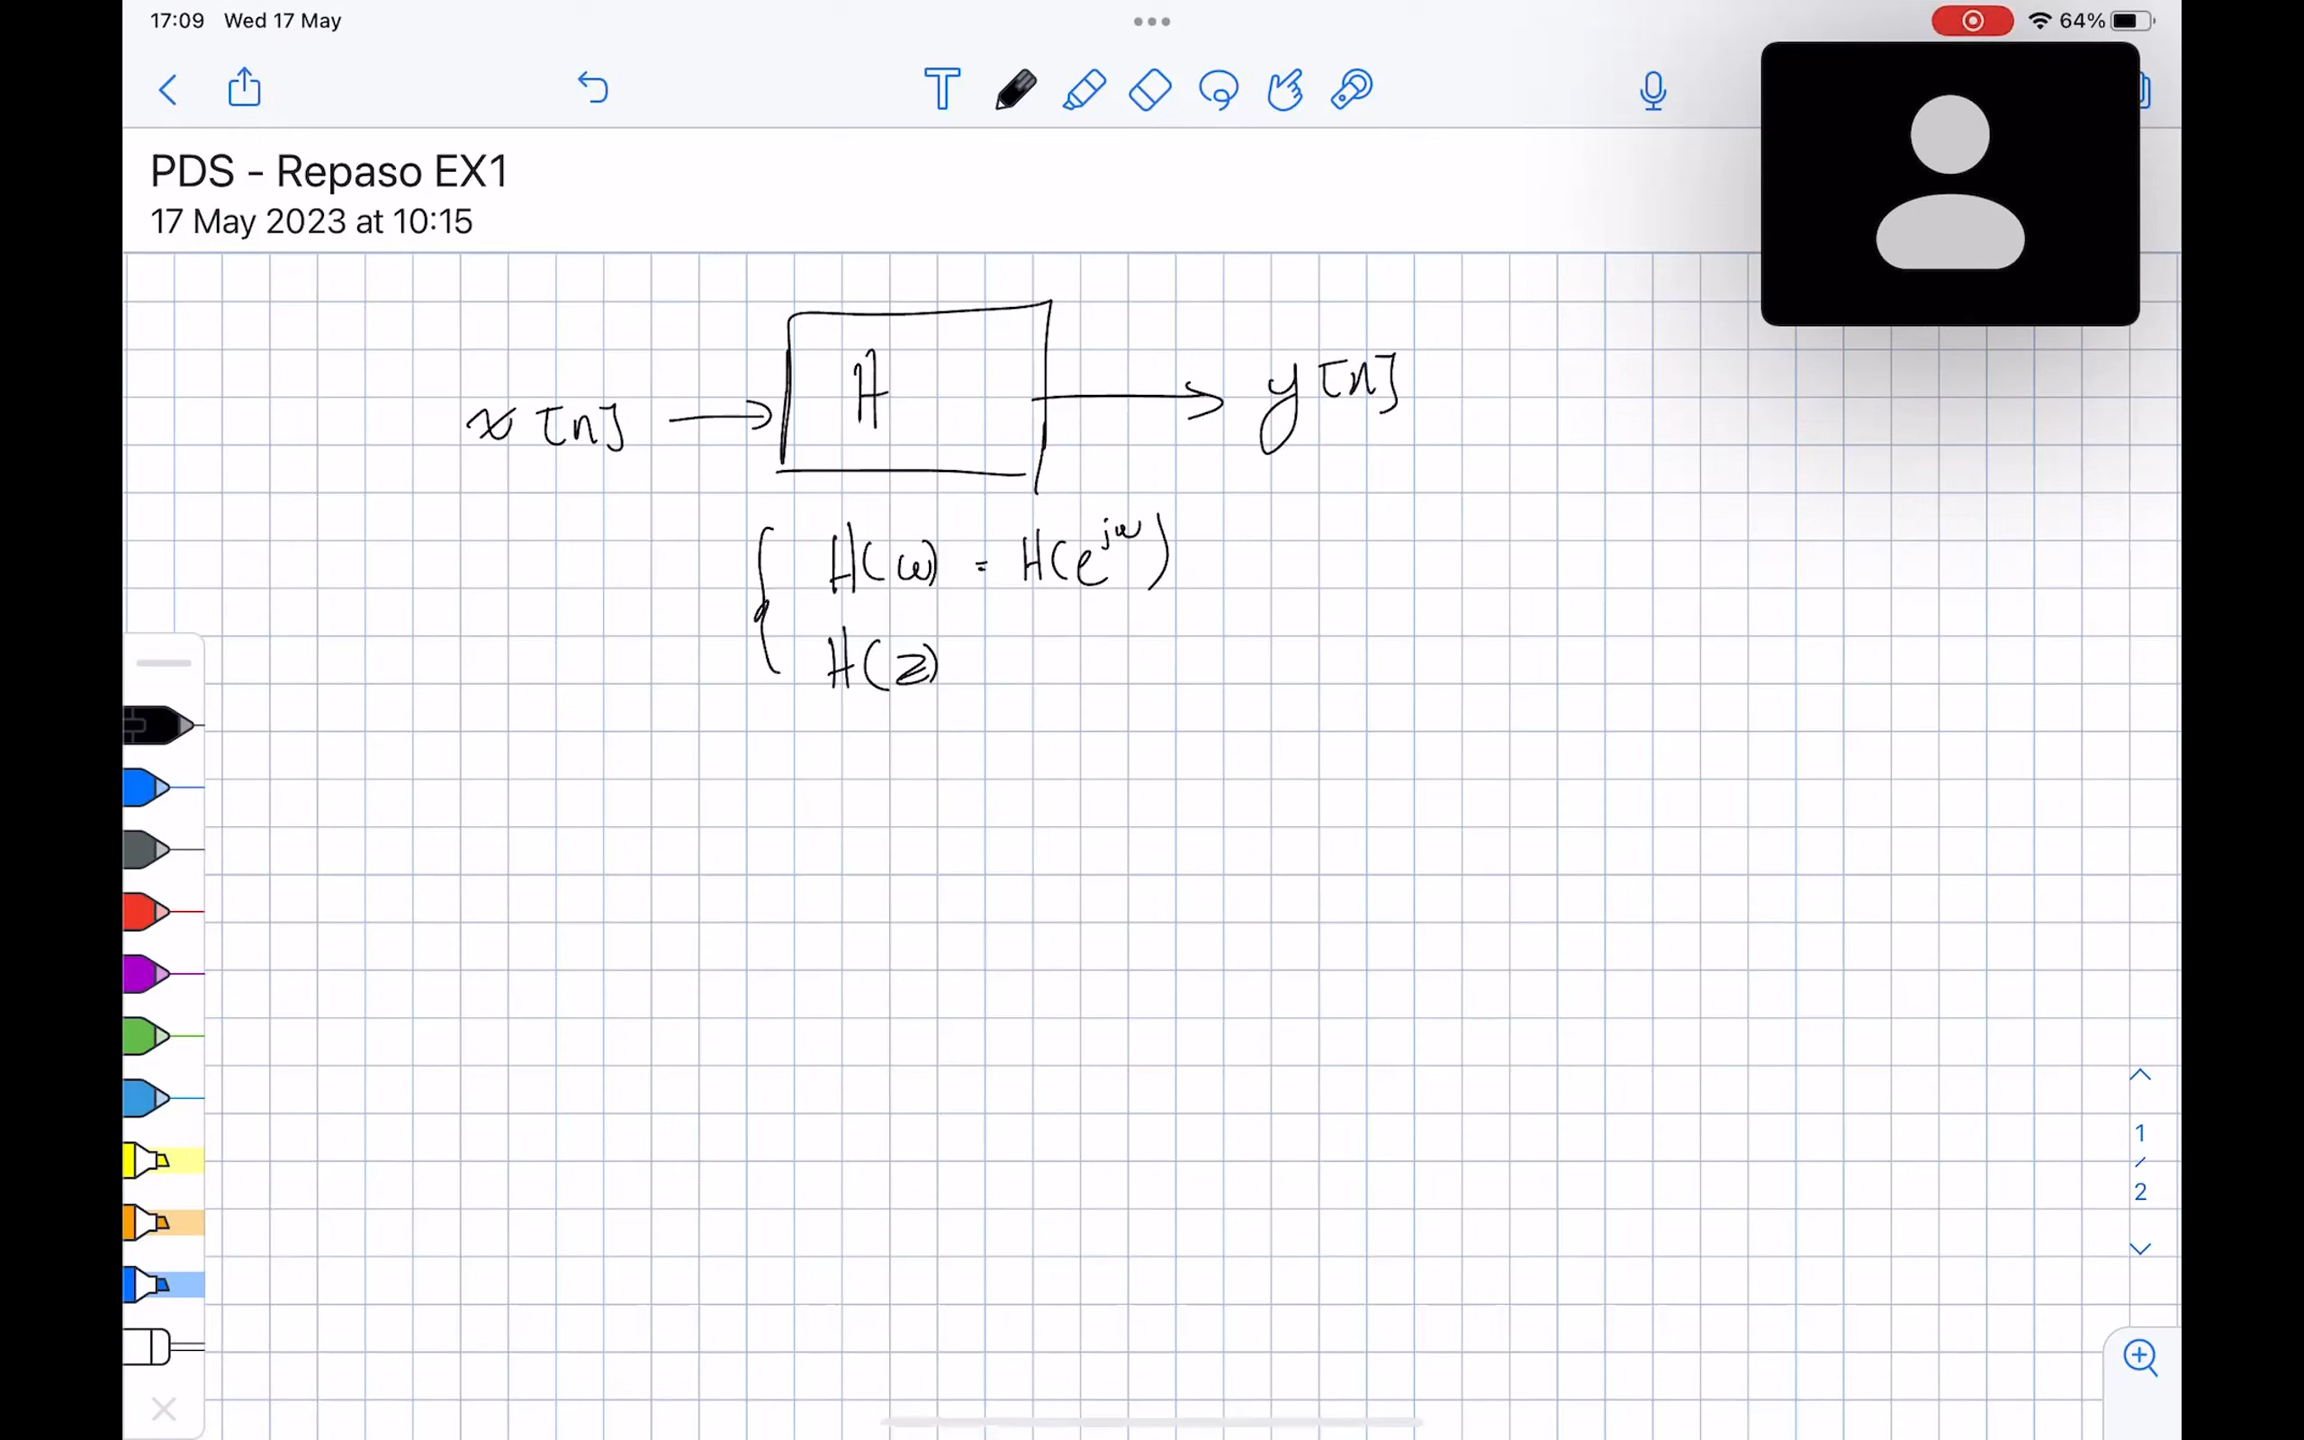 17:09 Wed 17 May
64%
T
PDS - Repaso EX1
17 May 2023 at 10:15
x[n] → H → y[n]
H(ω) = H(e^{jω})
H(z)
1
/
2